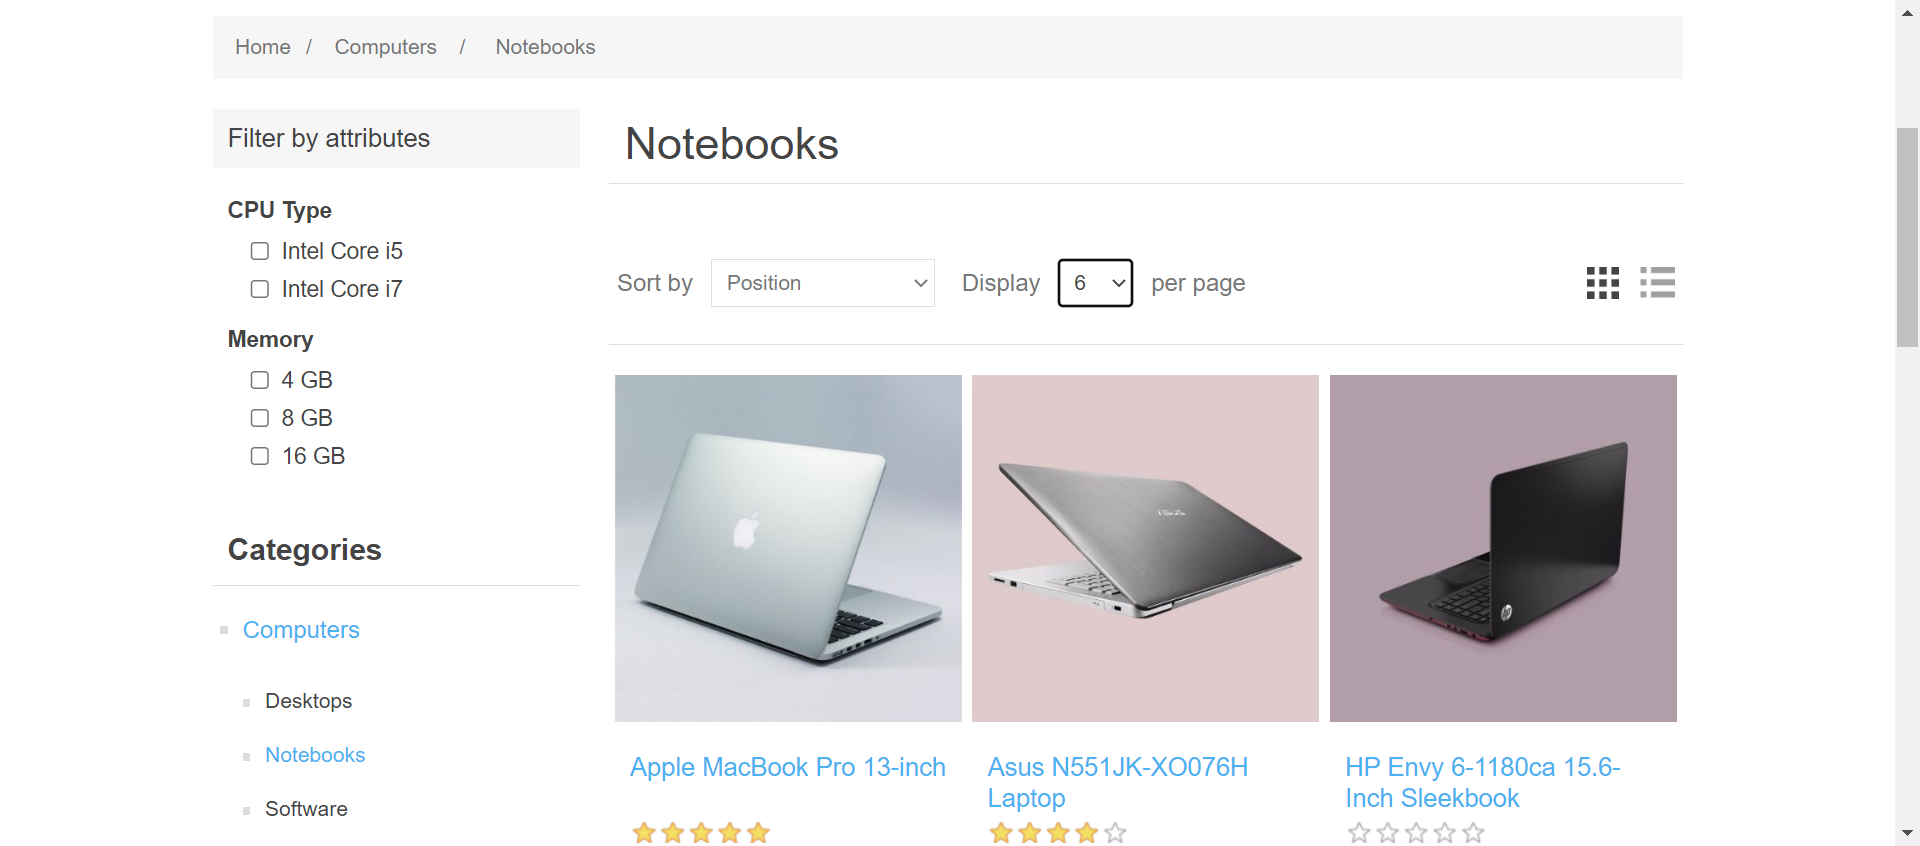 Home / Computers / Notebooks
Filter by attributes
CPU Type
Intel Core i5
Intel Core i7
Memory
4 GB
8 GB
16 GB
Categories
Computers
Desktops
Notebooks
Software
Notebooks
Sort by Position Display 6 per page
ASUS
hp
Apple MacBook Pro 13-inch
Asus N551JK-XO076H
Laptop
HP Envy 6-1180ca 15.6-
Inch Sleekbook